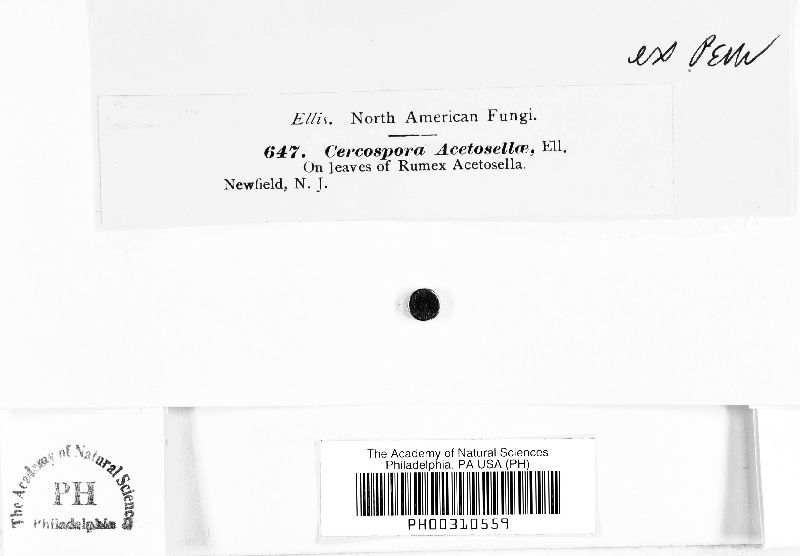 ex PENN
Ellis. North American Fungi.
647. Cercospora Acetosellæ, Ell.
On leaves of Rumex Acetosella.
Newfield, N. J.
The Academy of Natural Sciences
Philadelphia, PA USA (PH)
PH00310559
The Academy of Natural Sciences
PH
Philadelphia